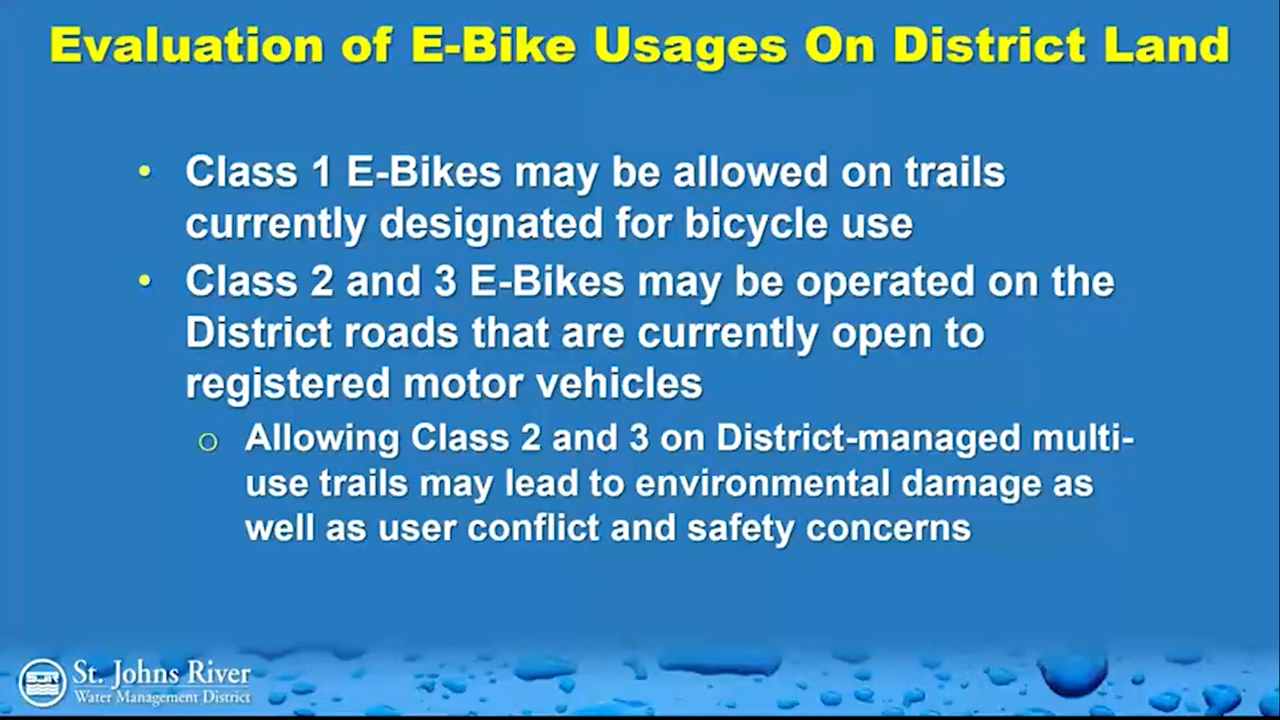 Evaluation of E-Bike Usages On District Land
• Class 1 E-Bikes may be allowed on trails
currently designated for bicycle use
• Class 2 and 3 E-Bikes may be operated on the
District roads that are currently open to
registered motor vehicles
o Allowing Class 2 and 3 on District-managed multi-
use trails may lead to environmental damage as
well as user conflict and safety concerns
St. Johns River
Water Management District